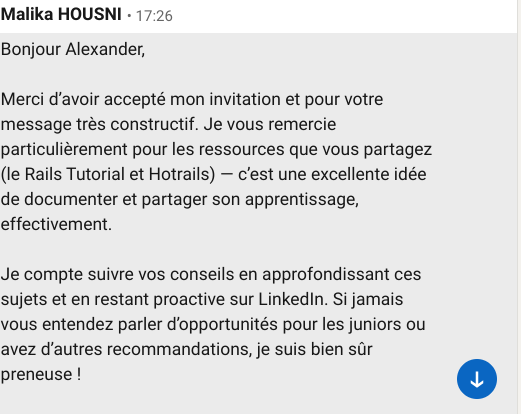 Malika HOUSNI • 17:26
Bonjour Alexander,
Merci d’avoir accepté mon invitation et pour votre
message très constructif. Je vous remercie
particulièrement pour les ressources que vous partagez
(le Rails Tutorial et Hotrails) — c’est une excellente idée
de documenter et partager son apprentissage,
effectivement.
Je compte suivre vos conseils en approfondissant ces
sujets et en restant proactive sur LinkedIn. Si jamais
vous entendez parler d’opportunités pour les juniors ou
avez d’autres recommandations, je suis bien sûr
preneuse !